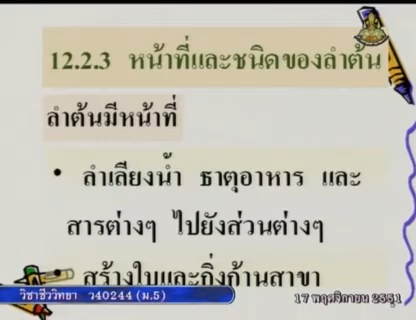 12.2.3 หน้าที่และชนิดของลำต้น
ลำต้นมีหน้าที่
• ลำเลียงน้ำ ธาตุอาหาร และ
สารต่างๆ ไปยังส่วนต่างๆ
• สร้างใบและกิ่งก้านสาขา
วิชาชีววิทยา ว40244 (ม.5)
17 พฤศจิกายน 2551